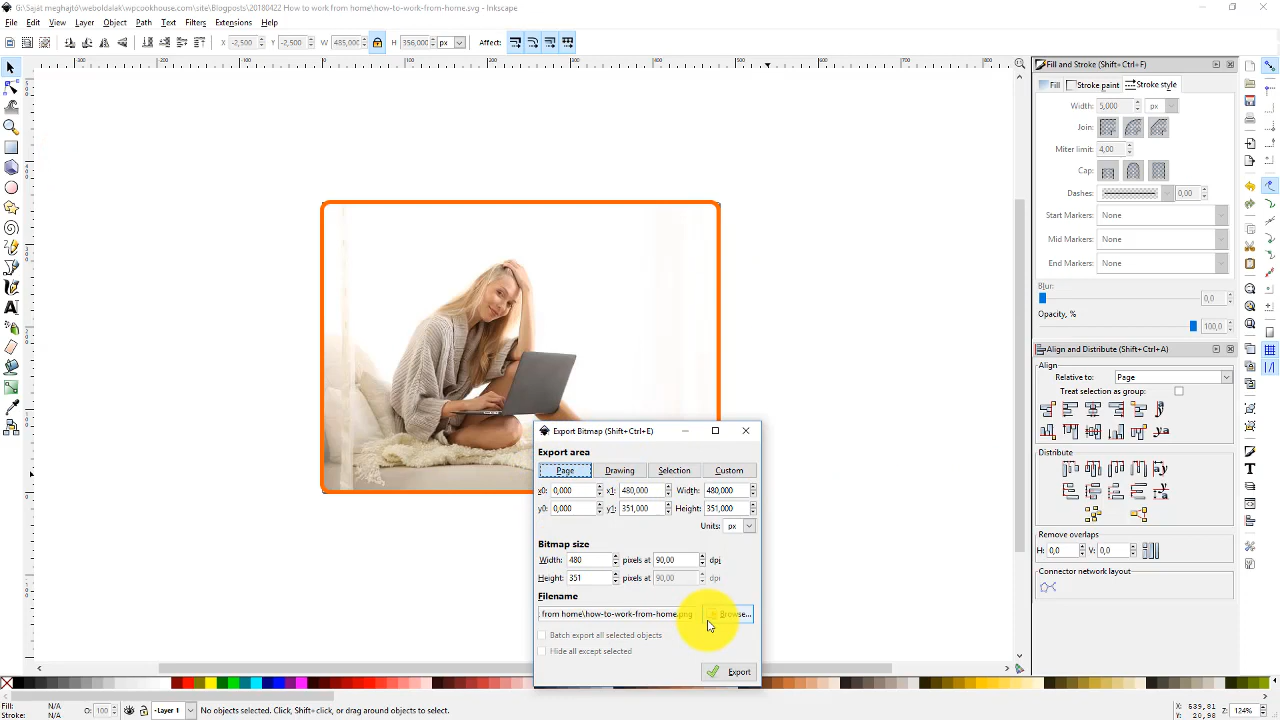 G:\Saját meghajtó\weboldalak\wpcookhouse.com\site\Blogposts\20180422 How to work from home\how-to-work-from-home.svg - Inkscape
File Edit View Layer Object Path Text Filters Extensions Help
X -2,500 Y -2,500 W 485,000 H 356,000 px Affect:
Fill and Stroke (Shift+Ctrl+F)
Fill Stroke paint Stroke style
Width: 5,000 px
Join:
Miter limit: 4,00
Cap:
Dashes: 0,00
Start Markers: None
Mid Markers: None
End Markers: None
Blur:
0,0
Opacity, %
100,0
Align and Distribute (Shift+Ctrl+A)
Align
Relative to: Page
Treat selection as group:
Distribute
Remove overlaps
H: 0,0 V: 0,0
Connector network layout
Export Bitmap (Shift+Ctrl+E)
Export area
Page Drawing Selection Custom
x0: 0,000 x1: 480,000 Width: 480,000
y0: 0,000 y1: 351,000 Height: 351,000
Units: px
Bitmap size
Width: 480 pixels at 90,00 dpi
Height: 351 pixels at 90,00 dpi
Filename
from home\how-to-work-from-home.png Browse...
Batch export all selected objects
Hide all except selected
Export
Fill: N/A
Stroke: N/A
O: 100 Layer 1 No objects selected. Click, Shift+click, or drag around objects to select.
X: 539,81
Z: 124%